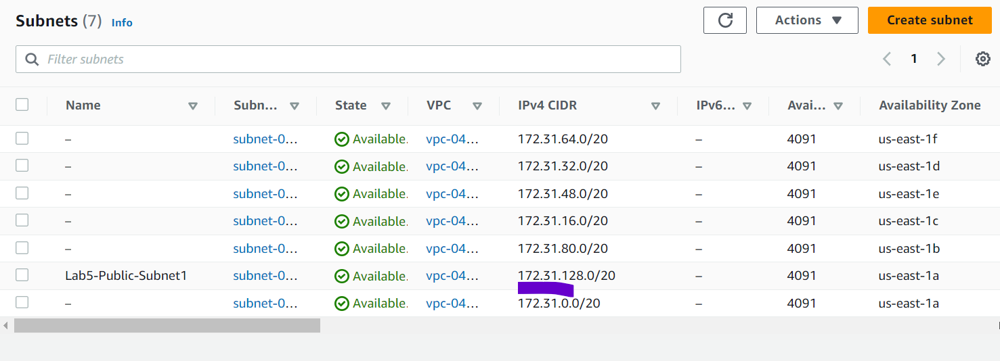 Subnets (7) Info Actions Create subnet
Filter subnets 1
Name Subn... State VPC IPv4 CIDR IPv6... Avai... Availability Zone
– subnet-0... Available. vpc-04... 172.31.64.0/20 – 4091 us-east-1f
– subnet-0... Available. vpc-04... 172.31.32.0/20 – 4091 us-east-1d
– subnet-0... Available. vpc-04... 172.31.48.0/20 – 4091 us-east-1e
– subnet-0... Available. vpc-04... 172.31.16.0/20 – 4091 us-east-1c
– subnet-0... Available. vpc-04... 172.31.80.0/20 – 4091 us-east-1b
Lab5-Public-Subnet1 subnet-0... Available. vpc-04... 172.31.128.0/20 – 4091 us-east-1a
– subnet-0... Available. vpc-04... 172.31.0.0/20 – 4091 us-east-1a